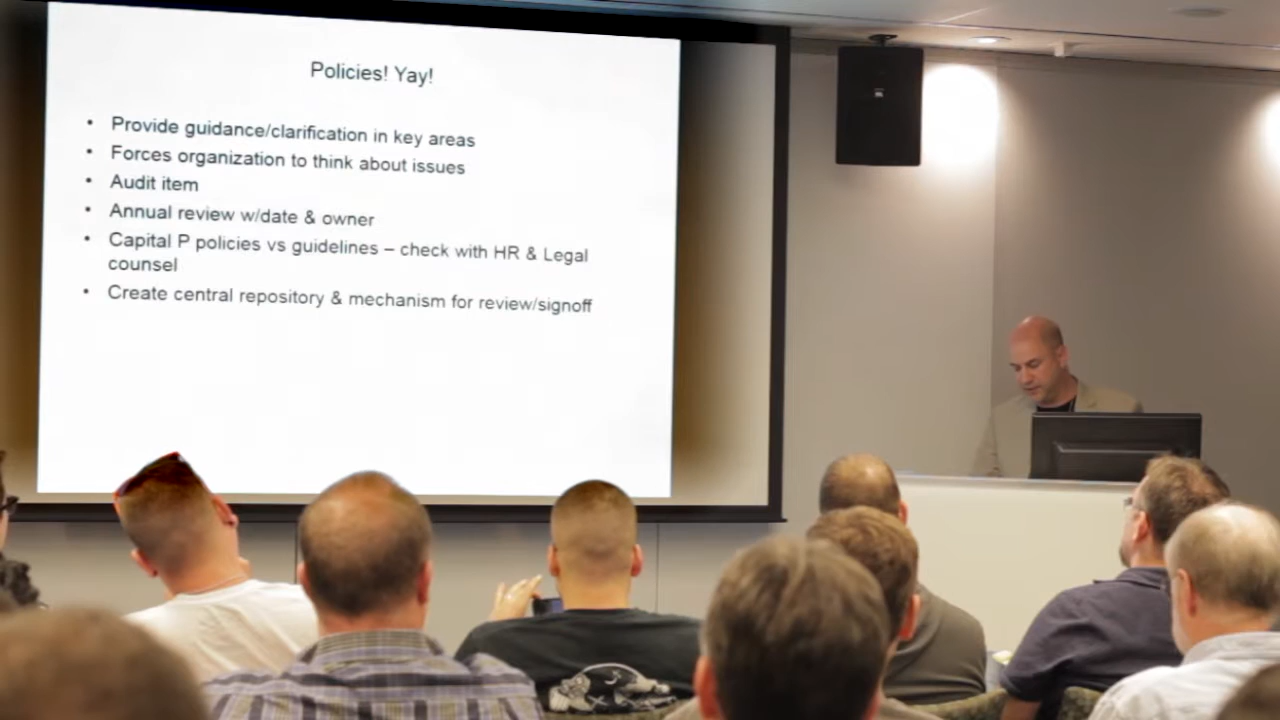 Policies! Yay!
• Provide guidance/clarification in key areas
• Forces organization to think about issues
• Audit item
• Annual review w/date & owner
• Capital P policies vs guidelines – check with HR & Legal
counsel
• Create central repository & mechanism for review/signoff